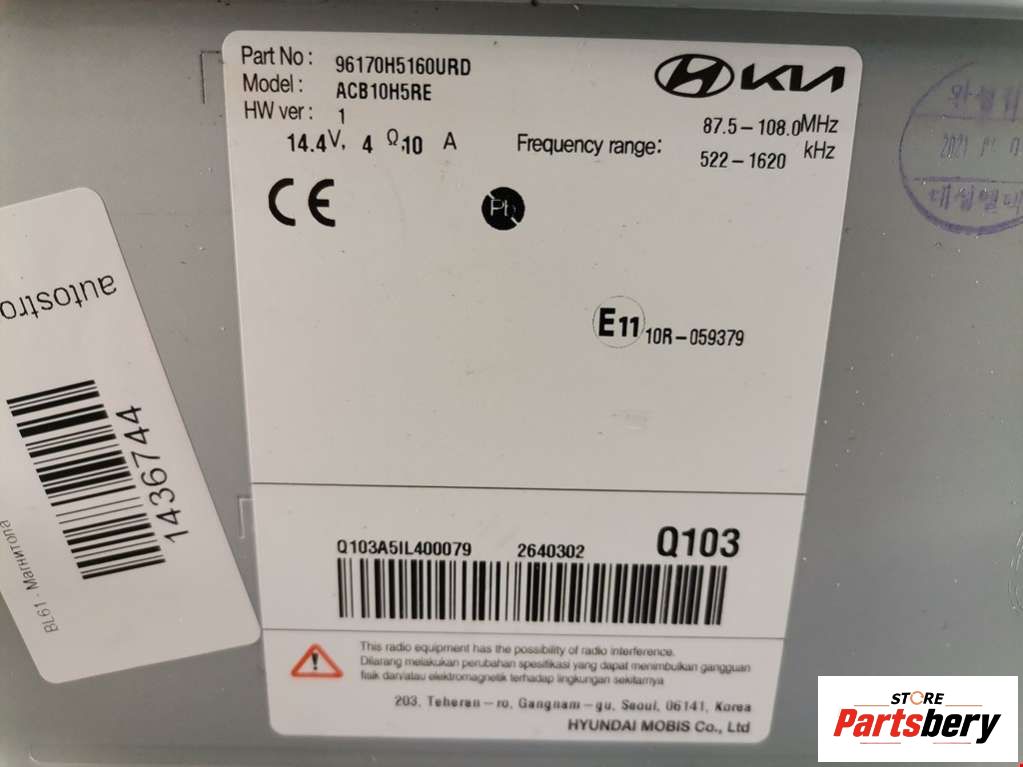 Part No : 96170H5160URD
Model : ACB10H5RE
HW ver : 1
14.4V, 4 Ω,10 A
KIA
Frequency range: 87.5-108.0MHz
522-1620 kHz
CE
Pb
E11 10R-059379
Q103A5IL400079 2640302 Q103
This radio equipment has the possibility of radio interference.
Dilarang melakukan perubahan spesifikasi yang dapat menimbulkan gangguan
fisik dan/atau elektromagnetik terhadap lingkungan sekitarnya
203, Teheran-ro, Gangnam-gu, Seoul, 06141, Korea
HYUNDAI MOBIS Co., Ltd
autostro
1436744
BL61 - Магнитола
2021
STORE
Partsbery